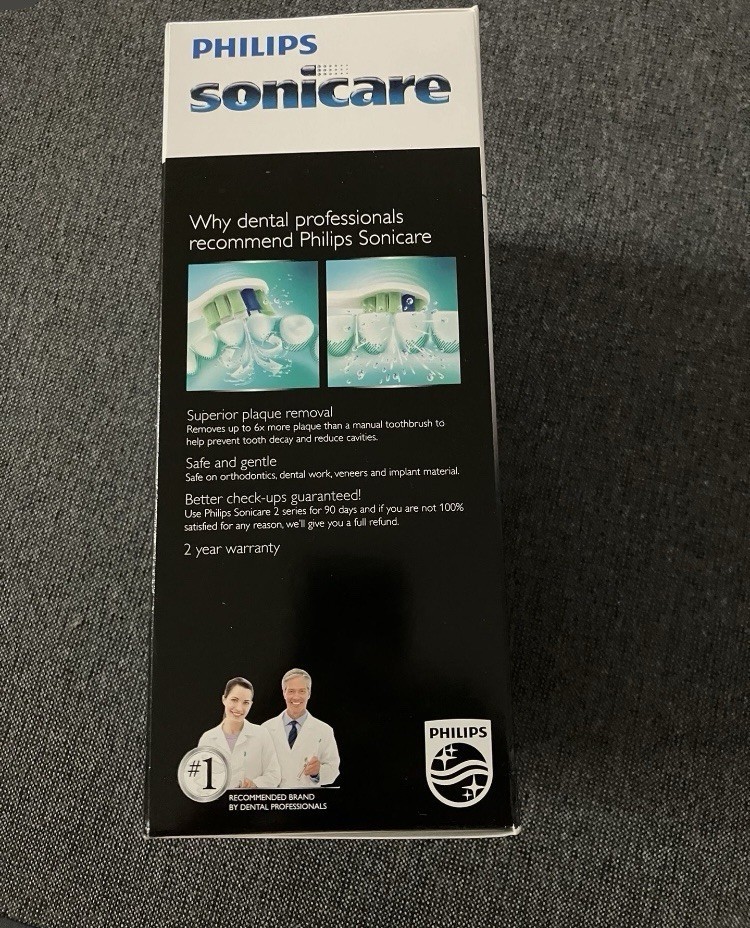 PHILIPS
sonicare
Why dental professionals
recommend Philips Sonicare
Superior plaque removal
Removes up to 6x more plaque than a manual toothbrush to
help prevent tooth decay and reduce cavities.
Safe and gentle
Safe on orthodontics, dental work, veneers and implant material.
Better check-ups guaranteed!
Use Philips Sonicare 2 series for 90 days and if you are not 100%
satisfied for any reason, we'll give you a full refund.
2 year warranty
#1
RECOMMENDED BRAND
BY DENTAL PROFESSIONALS
PHILIPS